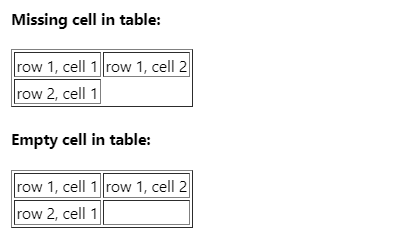 Missing cell in table:
row 1, cell 1 row 1, cell 2
row 2, cell 1
Empty cell in table:
row 1, cell 1 row 1, cell 2
row 2, cell 1